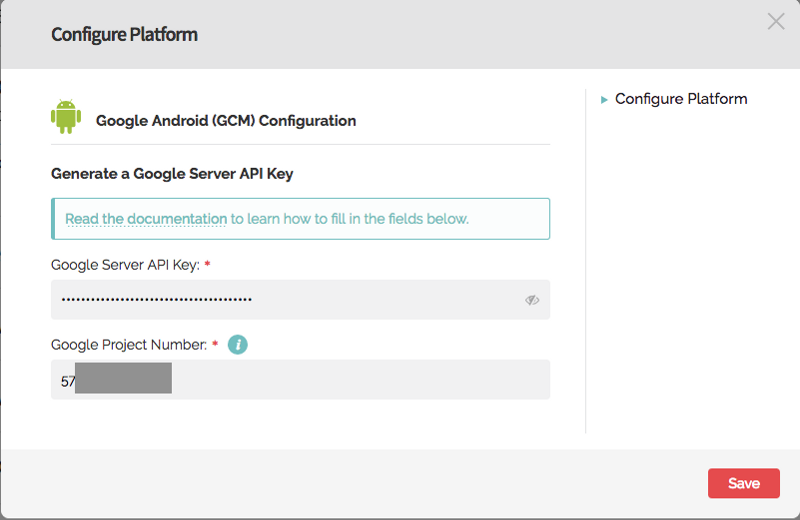 Configure Platform
Google Android (GCM) Configuration
Configure Platform
Generate a Google Server API Key
Read the documentation to learn how to fill in the fields below.
Google Server API Key: *
•••••••••••••••••••••••••••••••••••••••
Google Project Number: * i
57
Save